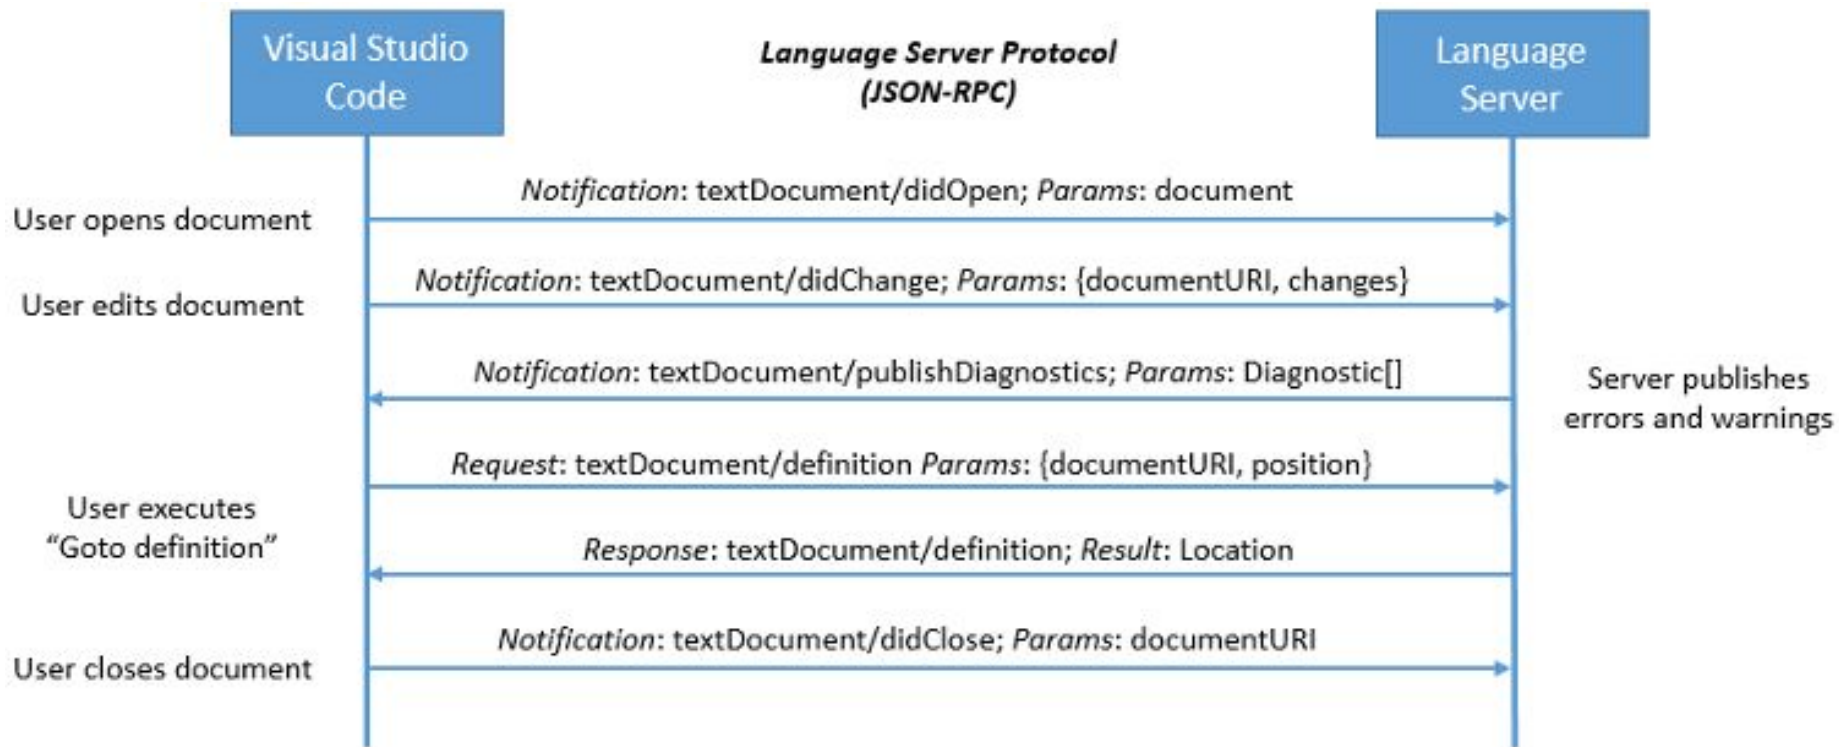 Visual Studio
Code
Language Server Protocol
(JSON-RPC)
Language
Server
Notification: textDocument/didOpen; Params: document
User opens document
Notification: textDocument/didChange; Params: {documentURI, changes}
User edits document
Notification: textDocument/publishDiagnostics; Params: Diagnostic[]
Server publishes
errors and warnings
Request: textDocument/definition Params: {documentURI, position}
User executes
“Goto definition”
Response: textDocument/definition; Result: Location
Notification: textDocument/didClose; Params: documentURI
User closes document